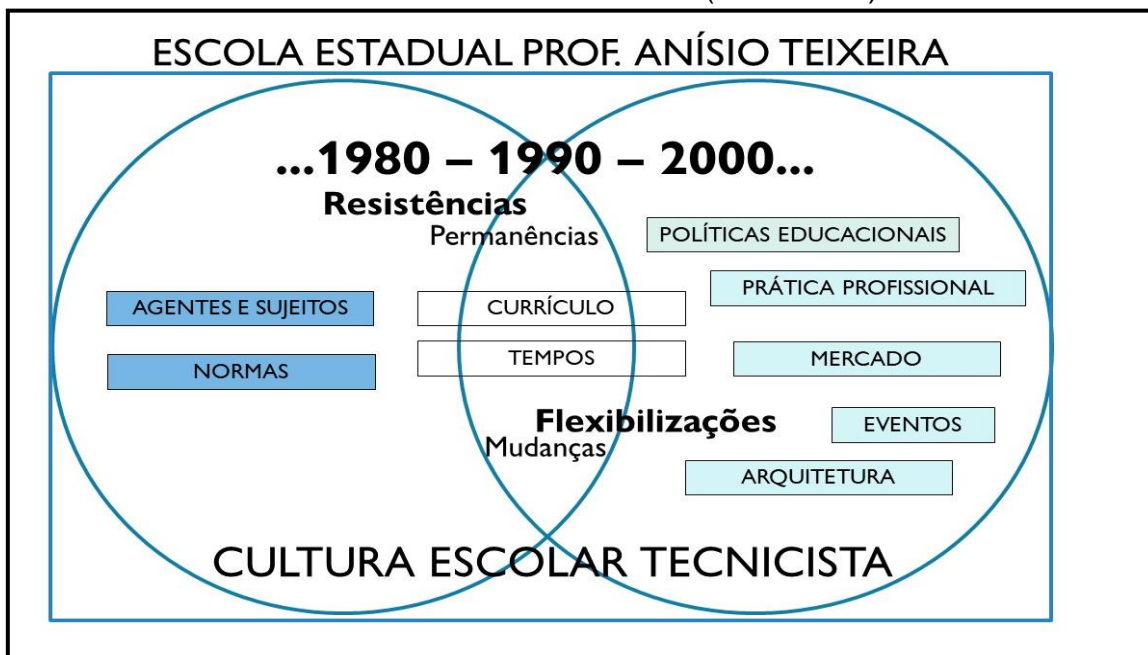 ESCOLA ESTADUAL PROF. ANÍSIO TEIXEIRA
...1980 – 1990 – 2000...
Resistências
Permanências
POLÍTICAS EDUCACIONAIS
PRÁTICA PROFISSIONAL
AGENTES E SUJEITOS
CURRÍCULO
TEMPOS
MERCADO
NORMAS
Flexibilizações
EVENTOS
Mudanças
ARQUITETURA
CULTURA ESCOLAR TECNICISTA